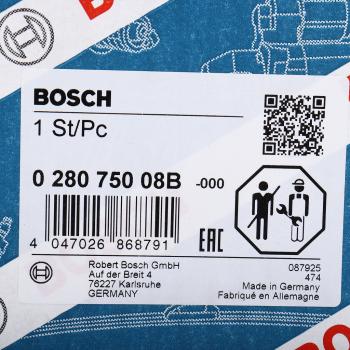 BOSCH
1 St/Pc
0 280 750 08B -000
4 047026 868791
EAC
Robert Bosch GmbH
Auf der Breit 4
76227 Karlsruhe
GERMANY
087925
474
Made in Germany
Fabriqué en Allemagne